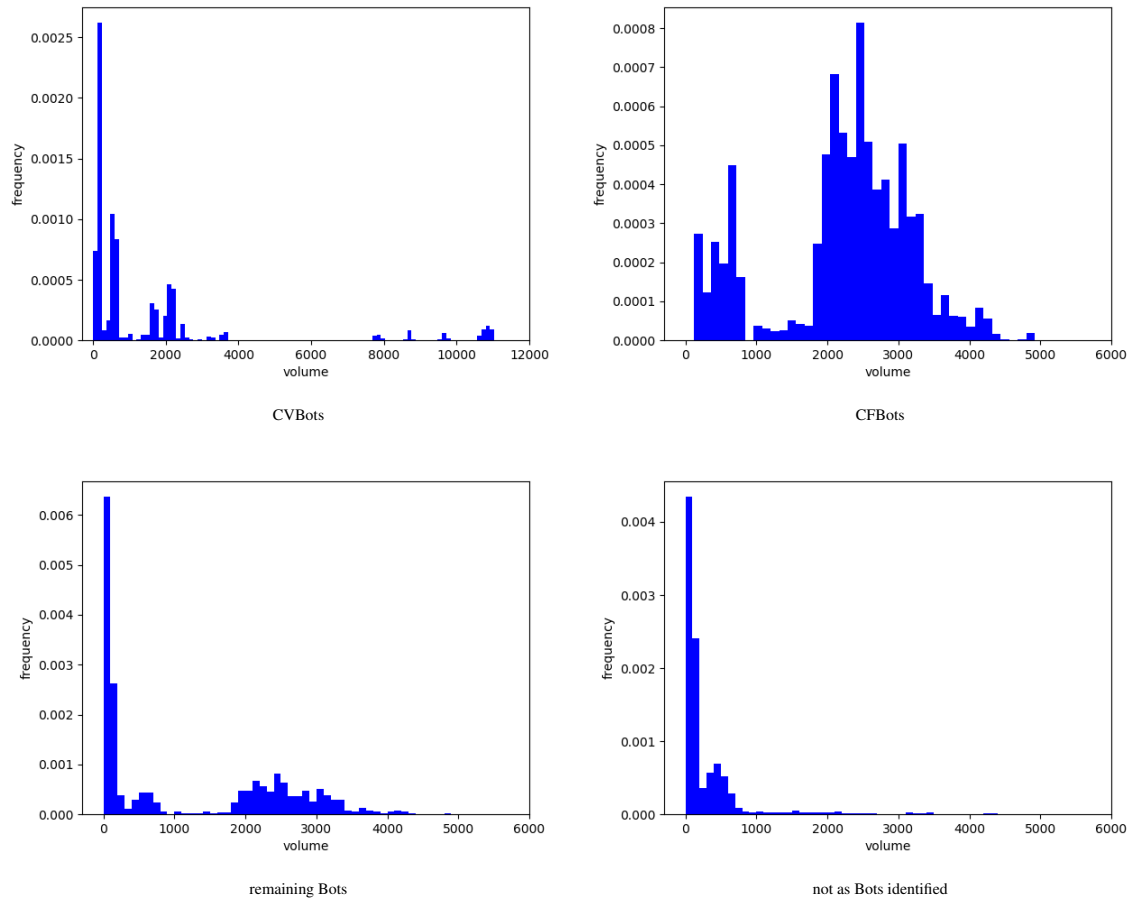 0.0025
0.0020
0.0015
0.0010
0.0005
0.0000
frequency
0 2000 4000 6000 8000 10000 12000
volume
CVBots
0.0008
0.0007
0.0006
0.0005
0.0004
0.0003
0.0002
0.0001
0.0000
frequency
0 1000 2000 3000 4000 5000 6000
volume
CFBots
0.006
0.005
0.004
0.003
0.002
0.001
0.000
frequency
0 1000 2000 3000 4000 5000 6000
volume
remaining Bots
0.004
0.003
0.002
0.001
0.000
frequency
0 1000 2000 3000 4000 5000 6000
volume
not as Bots identified